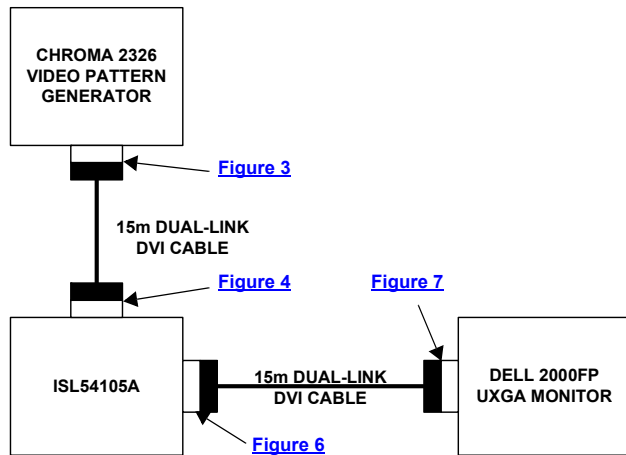 CHROMA 2326
VIDEO PATTERN
GENERATOR
Figure 3
15m DUAL-LINK
DVI CABLE
Figure 4
Figure 7
ISL54105A
15m DUAL-LINK
DVI CABLE
DELL 2000FP
UXGA MONITOR
Figure 6